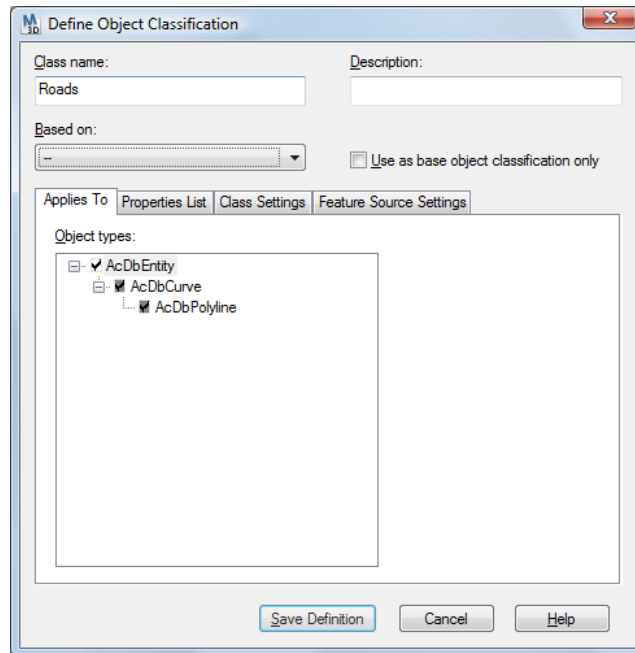 M 3D Define Object Classification
Class name: Description:
Roads
Based on:
-- Use as base object classification only
Applies To Properties List Class Settings Feature Source Settings
Object types:
AcDbEntity
AcDbCurve
AcDbPolyline
Save Definition Cancel Help